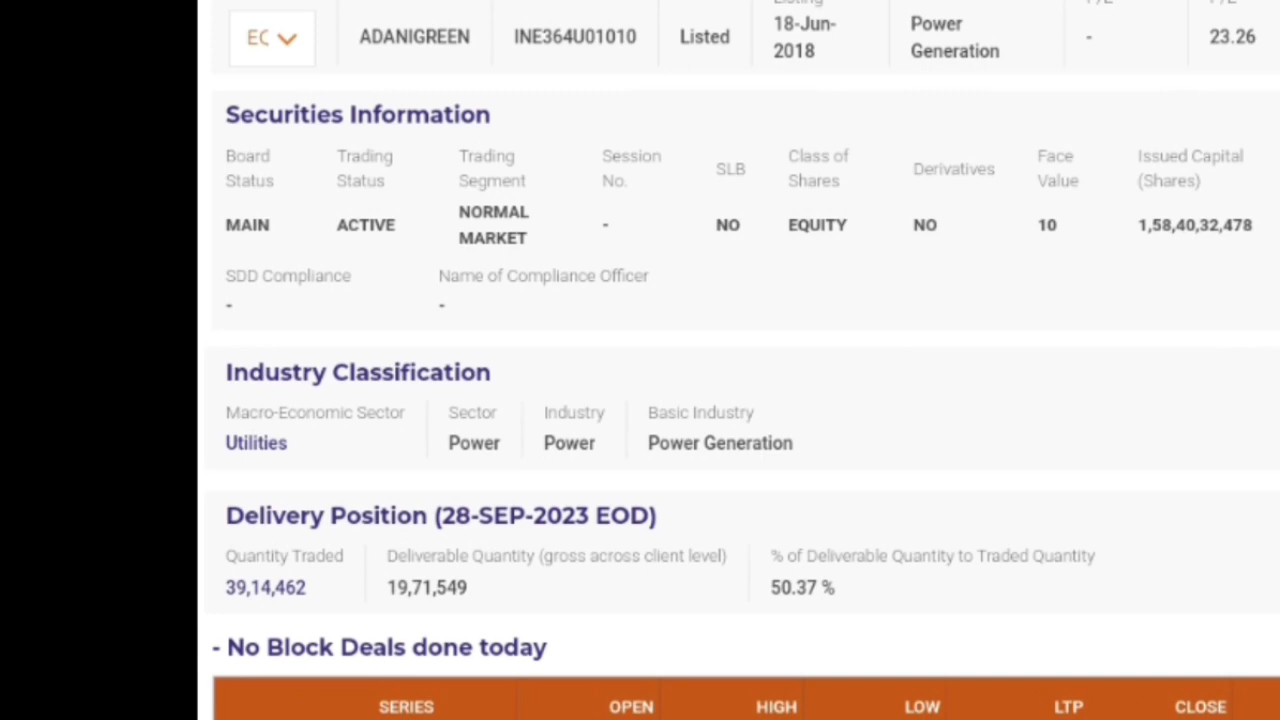 Listing
EQ ADANIGREEN INE364U01010 Listed 18-Jun-2018 Power Generation - 23.26
Securities Information
Board Status Trading Status Trading Segment Session No. SLB Class of Shares Derivatives Face Value Issued Capital (Shares)
MAIN ACTIVE NORMAL MARKET - NO EQUITY NO 10 1,58,40,32,478
SDD Compliance Name of Compliance Officer
- -
Industry Classification
Macro-Economic Sector Sector Industry Basic Industry
Utilities Power Power Power Generation
Delivery Position (28-SEP-2023 EOD)
Quantity Traded Deliverable Quantity (gross across client level) % of Deliverable Quantity to Traded Quantity
39,14,462 19,71,549 50.37 %
- No Block Deals done today
SERIES OPEN HIGH LOW LTP CLOSE